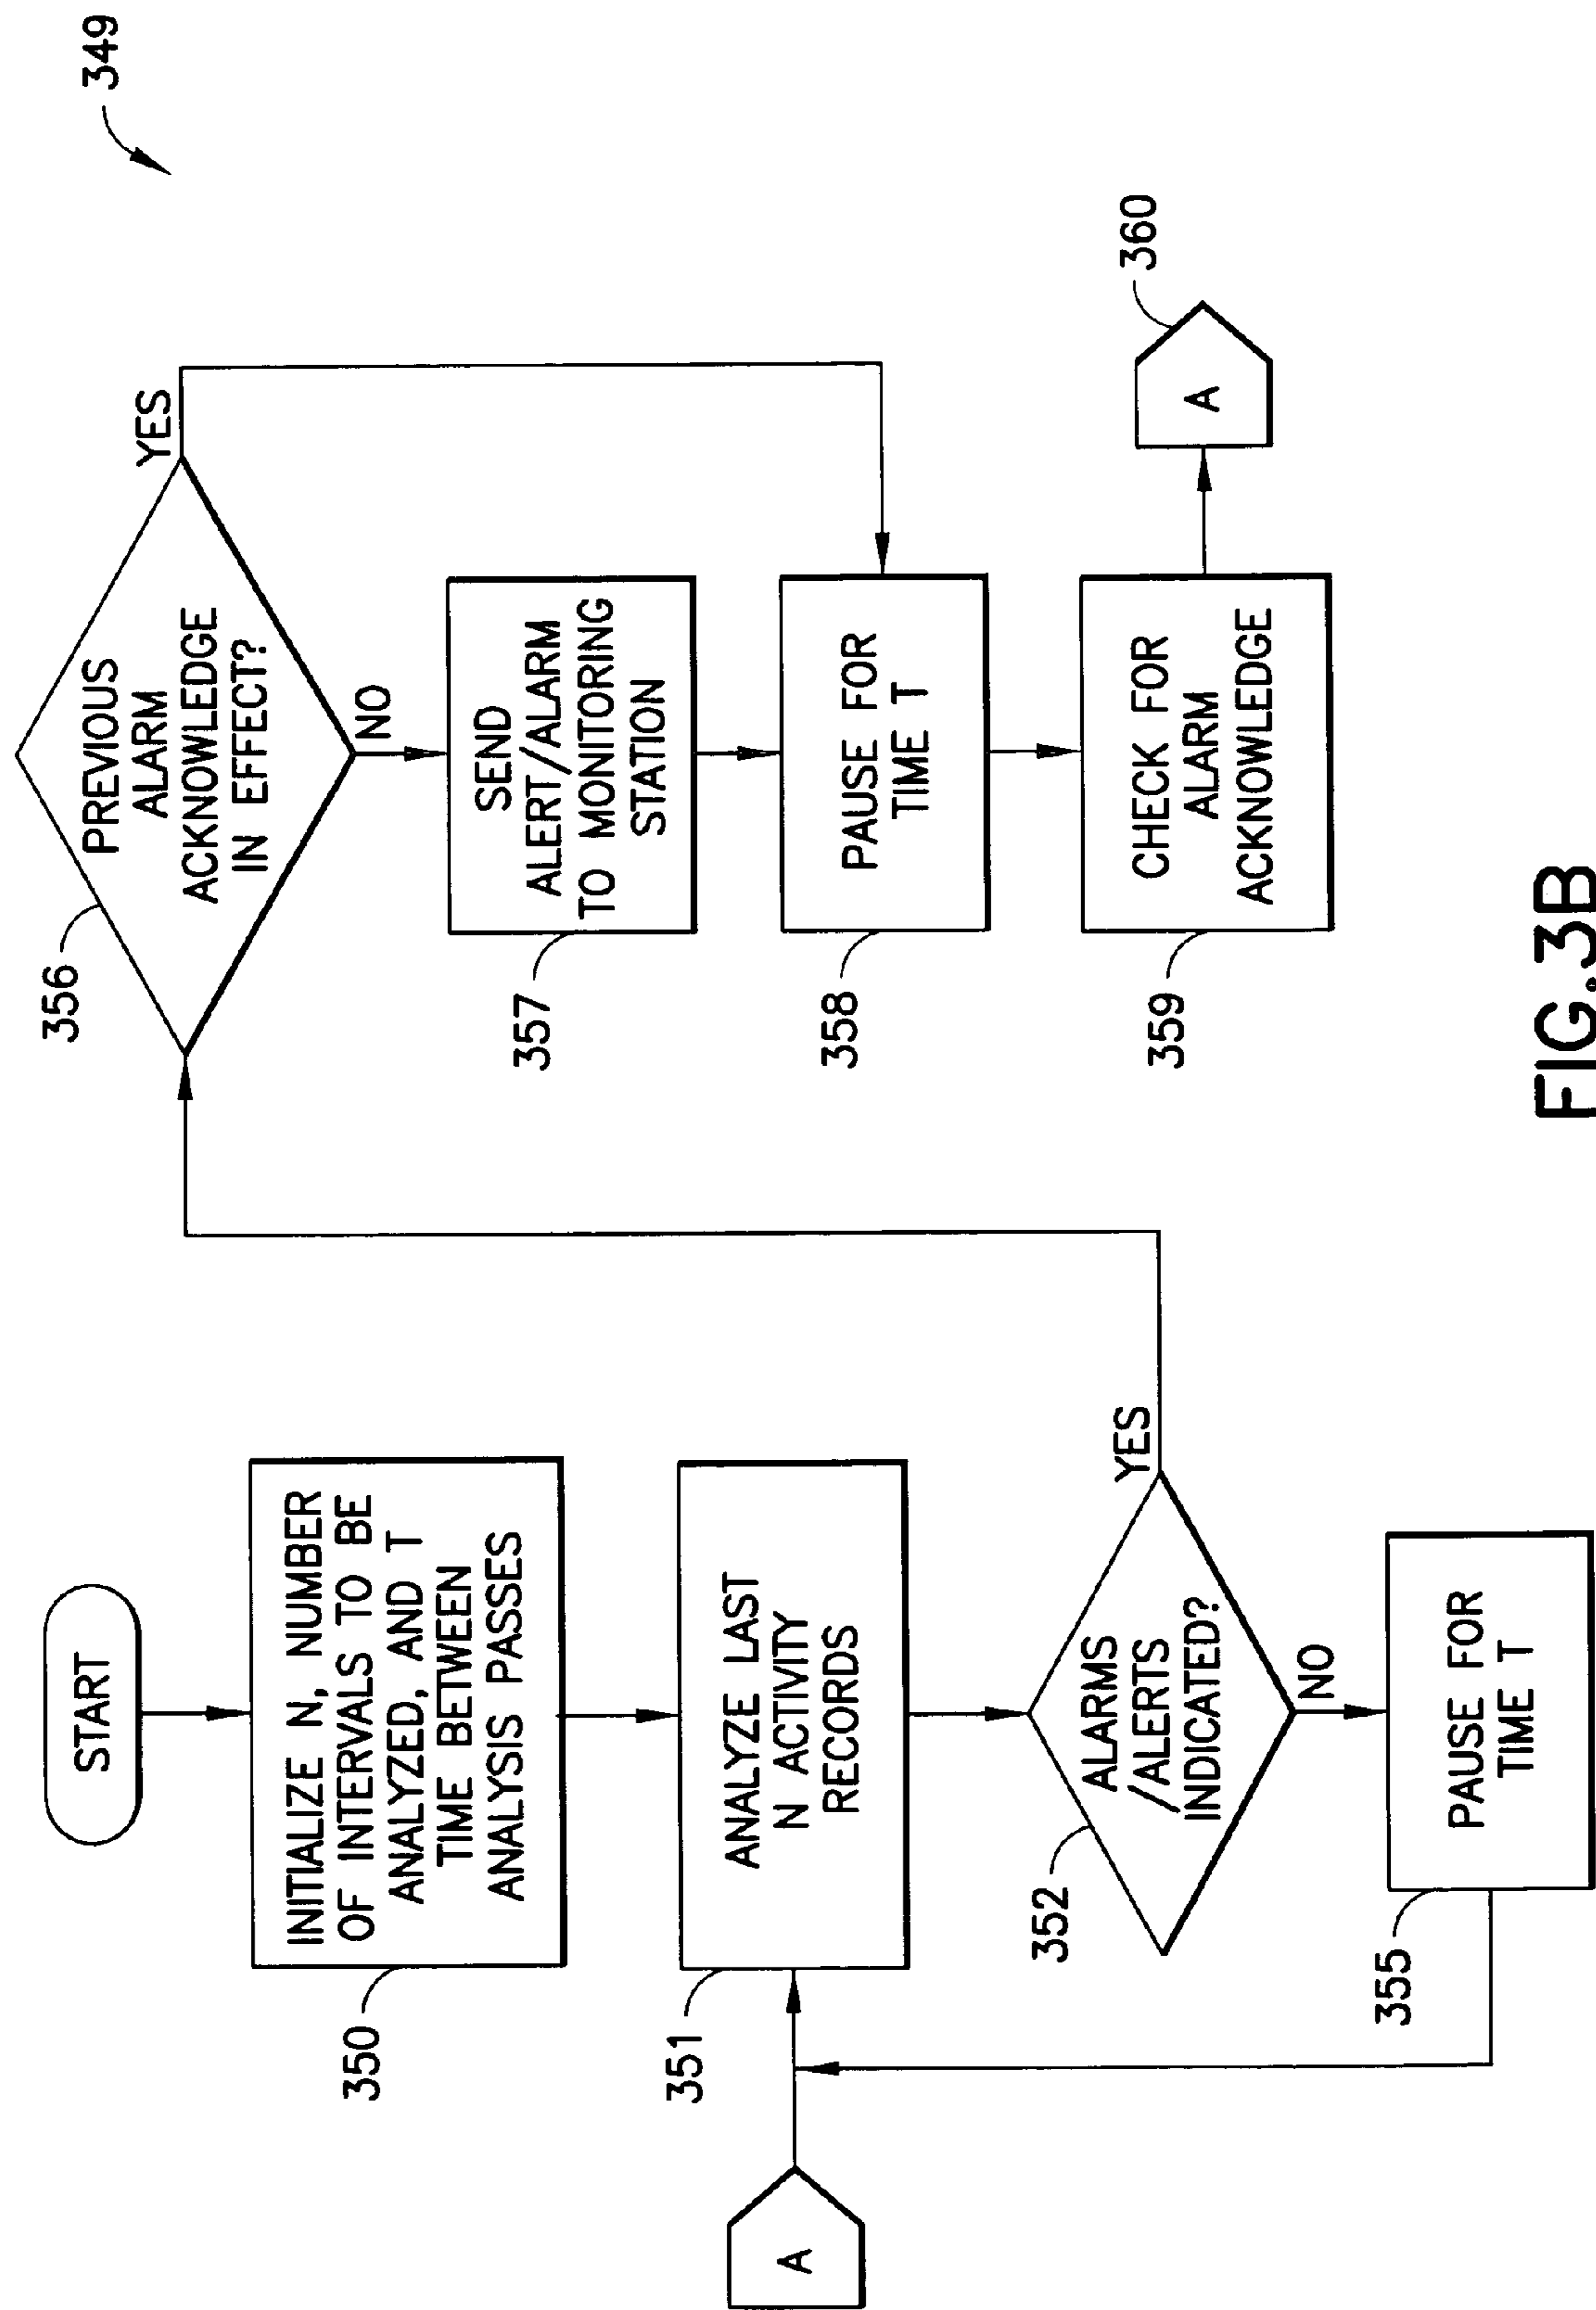 349
START
350
INITIALIZE N, NUMBER
OF INTERVALS TO BE
ANALYZED, AND T
TIME BETWEEN
ANALYSIS PASSES
A
351
ANALYZE LAST
N ACTIVITY
RECORDS
352
ALARMS
/ALERTS
INDICATED?
YES
NO
355
PAUSE FOR
TIME T
356
PREVIOUS
ALARM
ACKNOWLEDGE
IN EFFECT?
YES
NO
357
SEND
ALERT/ALARM
TO MONITORING
STATION
358
PAUSE FOR
TIME T
359
CHECK FOR
ALARM
ACKNOWLEDGE
A
360
FIG.3B